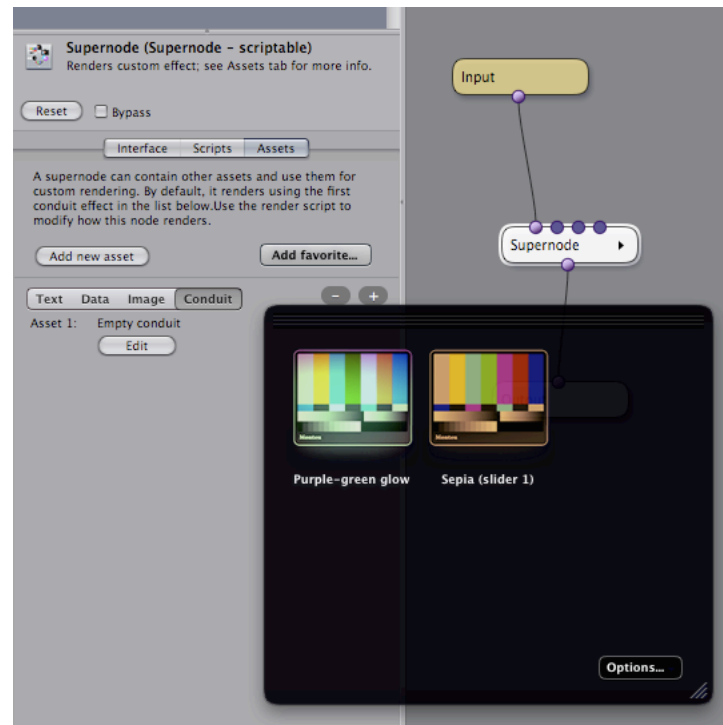 Supernode (Supernode – scriptable)
Renders custom effect; see Assets tab for more info.
Reset
Bypass
Interface Scripts Assets
A supernode can contain other assets and use them for
custom rendering. By default, it renders using the first
conduit effect in the list below.Use the render script to
modify how this node renders.
Add new asset
Add favorite...
Text Data Image Conduit
– +
Asset 1: Empty conduit
Edit
Input
Supernode
Purple-green glow
Sepia (slider 1)
Options...